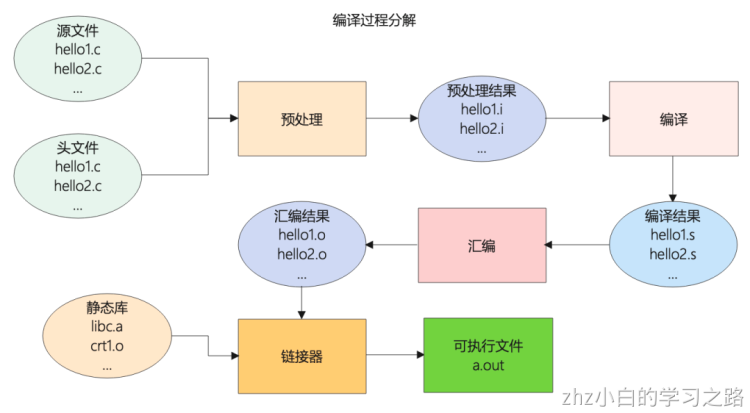 编译过程分解
源文件
hello1.c
hello2.c
...
头文件
hello1.c
hello2.c
...
预处理
预处理结果
hello1.i
hello2.i
...
编译
编译结果
hello1.s
hello2.s
...
汇编
汇编结果
hello1.o
hello2.o
...
静态库
libc.a
crt1.o
...
链接器
可执行文件
a.out
zhz小白的学习之路